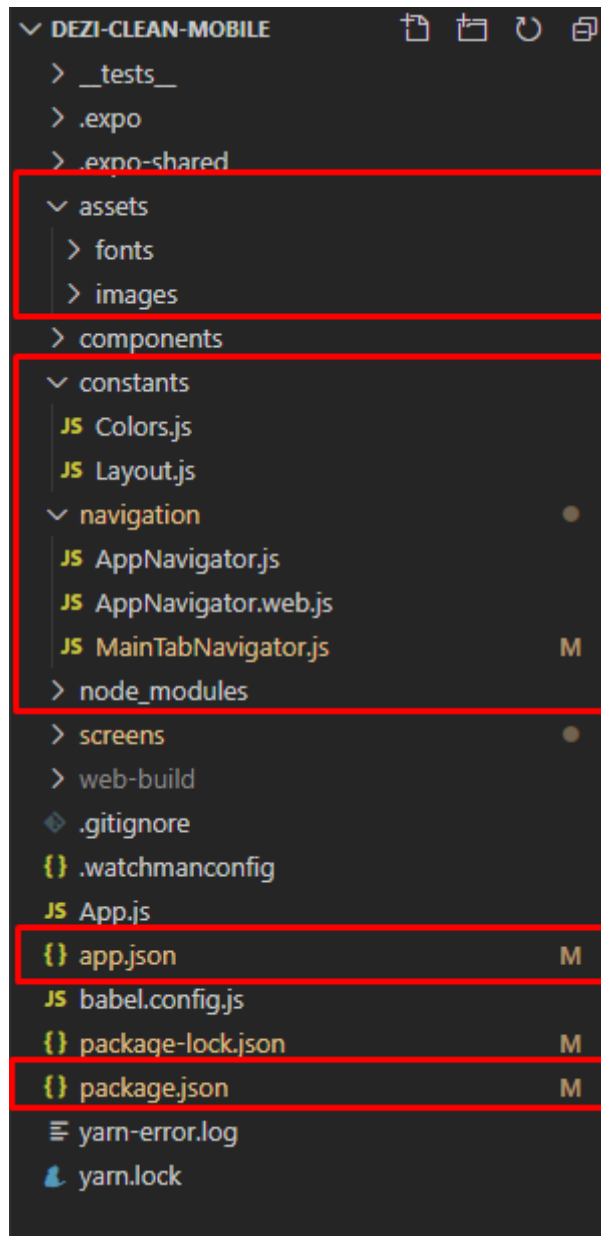 DEZI-CLEAN-MOBILE
__tests__
.expo
.expo-shared
assets
fonts
images
components
constants
JS Colors.js
JS Layout.js
navigation
JS AppNavigator.js
JS AppNavigator.web.js
JS MainTabNavigator.js M
node_modules
screens
web-build
.gitignore
{} .watchmanconfig
JS App.js
{} app.json M
JS babel.config.js
{} package-lock.json M
{} package.json M
yarn-error.log
yarn.lock